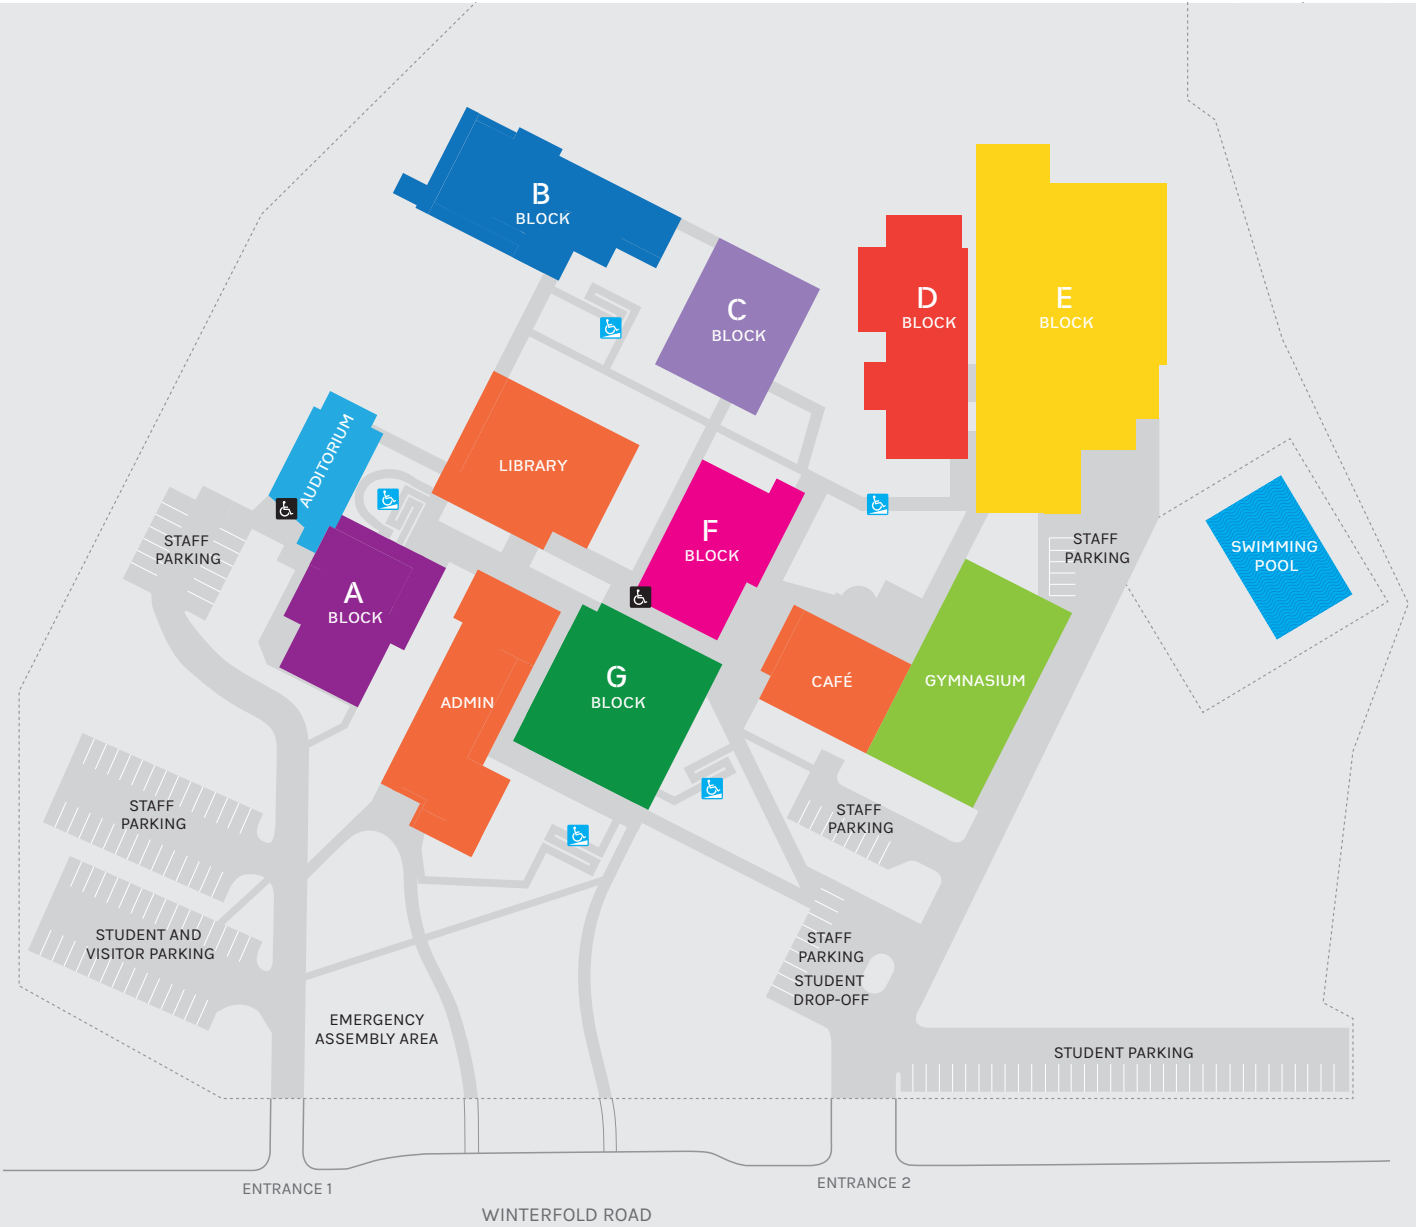 B
BLOCK
C
BLOCK
D
BLOCK
E
BLOCK
AUDITORIUM
LIBRARY
F
BLOCK
STAFF
PARKING
STAFF
PARKING
SWIMMING
POOL
A
BLOCK
ADMIN
G
BLOCK
CAFÉ
GYMNASIUM
STAFF
PARKING
STAFF
PARKING
STUDENT AND
VISITOR PARKING
STAFF
PARKING
STUDENT
DROP-OFF
EMERGENCY
ASSEMBLY AREA
STUDENT PARKING
ENTRANCE 1
ENTRANCE 2
WINTERFOLD ROAD